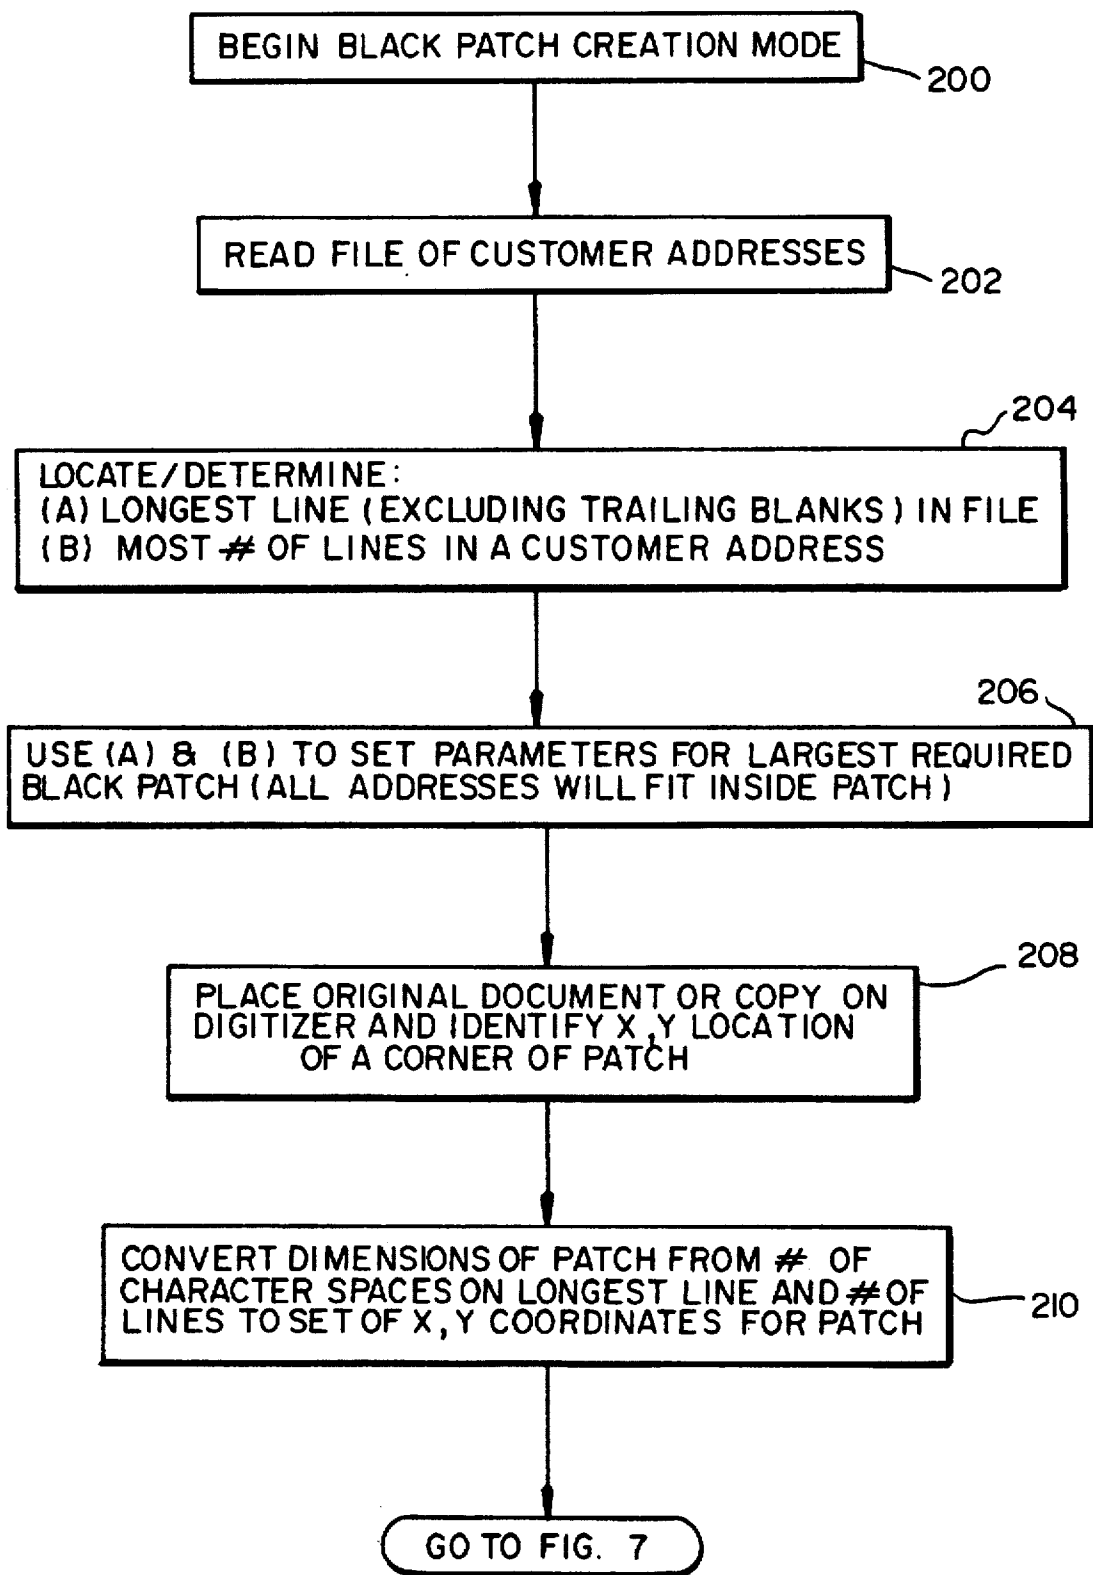 BEGIN BLACK PATCH CREATION MODE
200
READ FILE OF CUSTOMER ADDRESSES
202
204
LOCATE/DETERMINE:
(A) LONGEST LINE (EXCLUDING TRAILING BLANKS) IN FILE
(B) MOST # OF LINES IN A CUSTOMER ADDRESS
206
USE (A) & (B) TO SET PARAMETERS FOR LARGEST REQUIRED
BLACK PATCH (ALL ADDRESSES WILL FIT INSIDE PATCH)
208
PLACE ORIGINAL DOCUMENT OR COPY ON
DIGITIZER AND IDENTIFY X,Y LOCATION
OF A CORNER OF PATCH
CONVERT DIMENSIONS OF PATCH FROM # OF
CHARACTER SPACES ON LONGEST LINE AND # OF
LINES TO SET OF X,Y COORDINATES FOR PATCH
210
GO TO FIG. 7